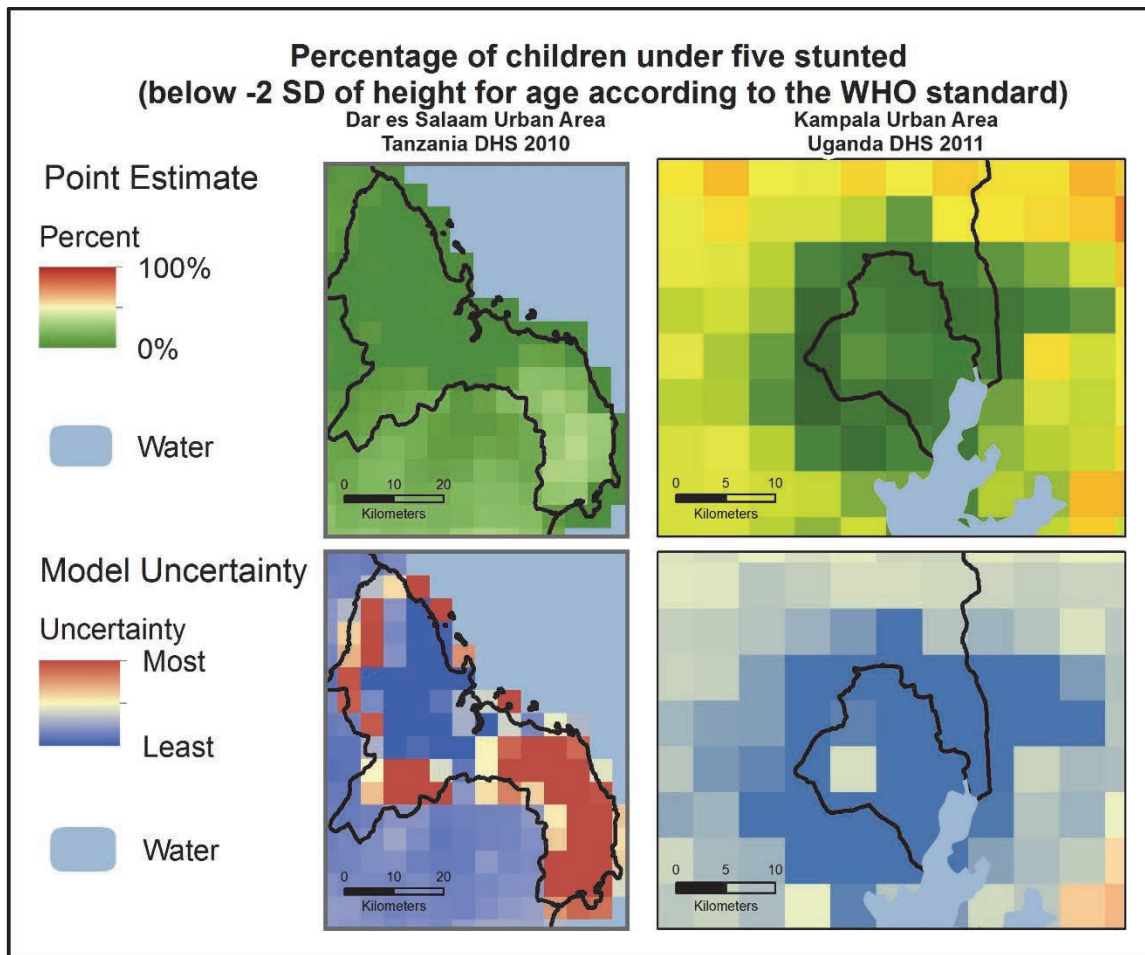 Percentage of children under five stunted
(below -2 SD of height for age according to the WHO standard)
Dar es Salaam Urban Area
Tanzania DHS 2010
Kampala Urban Area
Uganda DHS 2011
Point Estimate
Percent
100%
0%
Water
0 10 20
Kilometers
0 5 10
Kilometers
Model Uncertainty
Uncertainty
Most
Least
Water
0 10 20
Kilometers
0 5 10
Kilometers